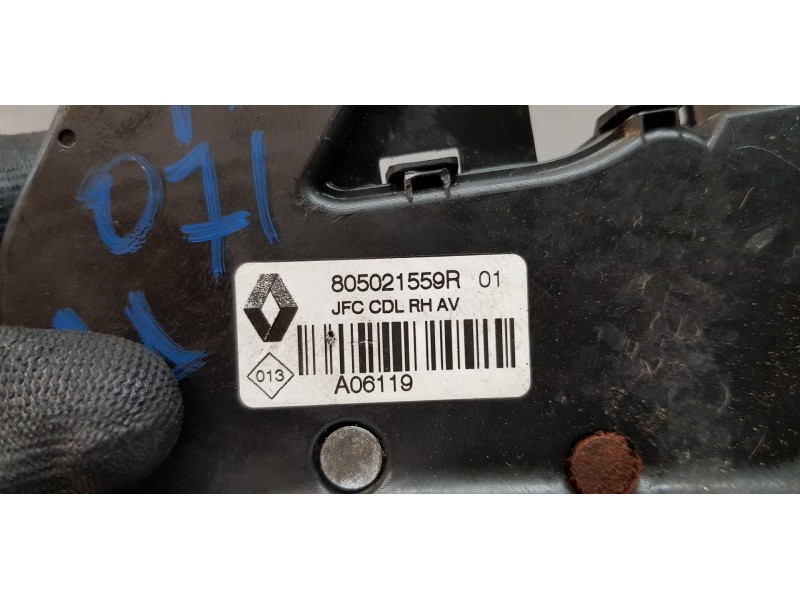 071
805021559R 01
JFC CDL RH AV
013
A06119